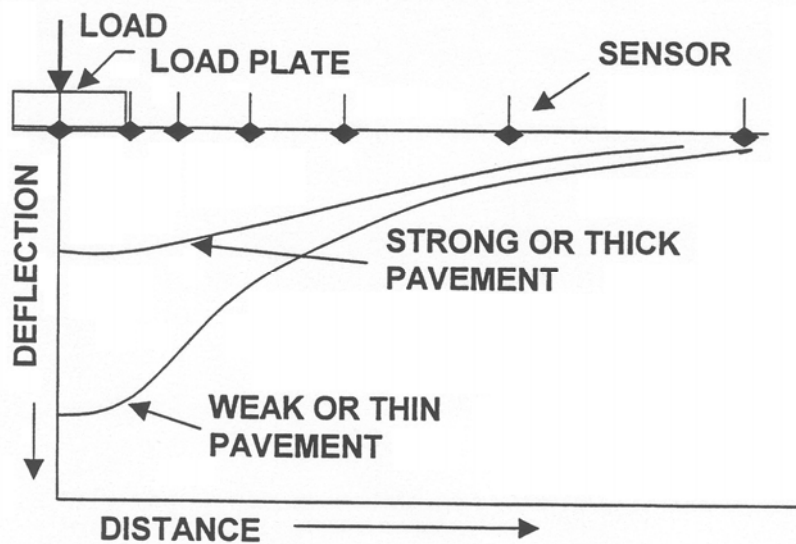 LOAD
LOAD PLATE
SENSOR
DEFLECTION
STRONG OR THICK
PAVEMENT
WEAK OR THIN
PAVEMENT
DISTANCE